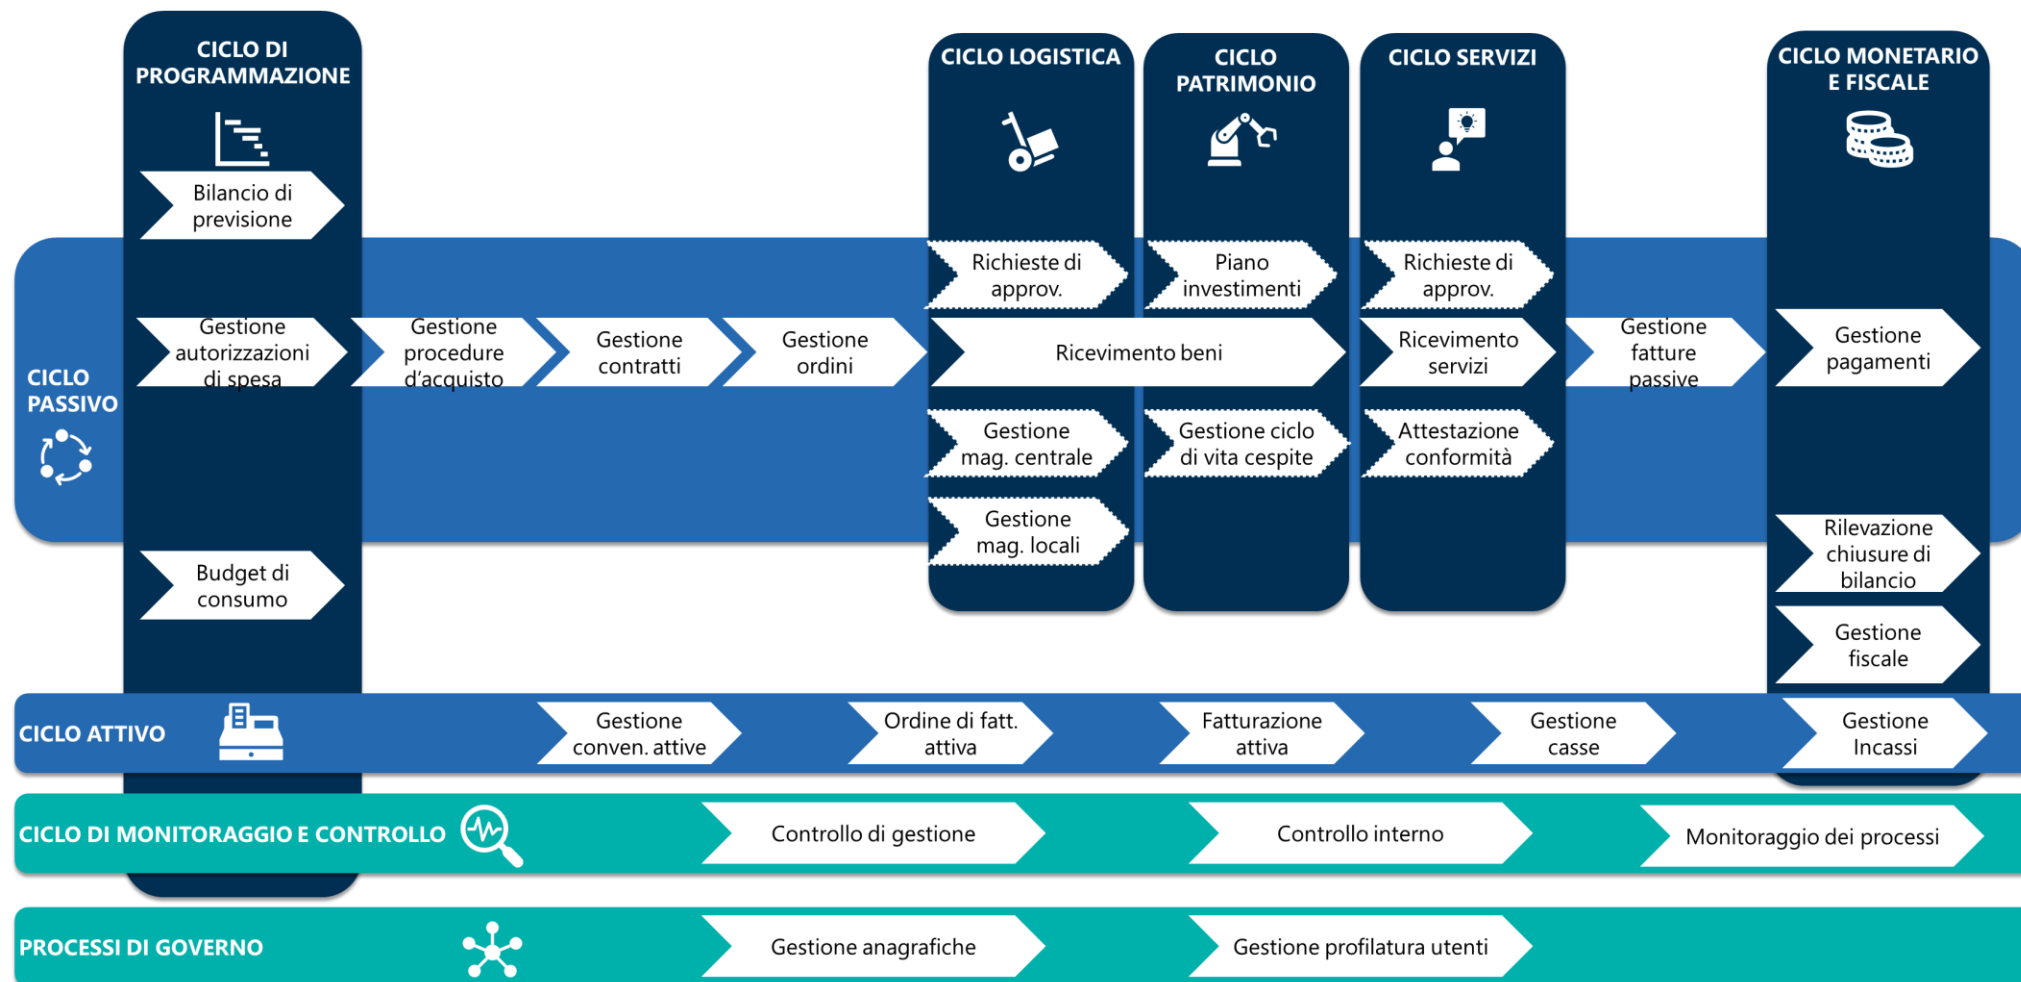 CICLO DI
PROGRAMMAZIONE
Bilancio di
previsione
Gestione
autorizzazioni
di spesa
Budget di
consumo
CICLO LOGISTICA
Richieste di
approv.
Ricevimento beni
Gestione
mag. centrale
Gestione
mag. locali
CICLO
PATRIMONIO
Piano
investimenti
Gestione ciclo
di vita cespite
CICLO SERVIZI
Richieste di
approv.
Ricevimento
servizi
Attestazione
conformità
CICLO MONETARIO
E FISCALE
Gestione
pagamenti
Rilevazione
chiusure di
bilancio
Gestione
fiscale
CICLO
PASSIVO
Gestione
procedure
d'acquisto
Gestione
contratti
Gestione
ordini
Gestione
fatture
passive
CICLO ATTIVO
Gestione
conven. attive
Ordine di fatt.
attiva
Fatturazione
attiva
Gestione
casse
Gestione
Incassi
CICLO DI MONITORAGGIO E CONTROLLO
Controllo di gestione
Controllo interno
Monitoraggio dei processi
PROCESSI DI GOVERNO
Gestione anagrafiche
Gestione profilatura utenti